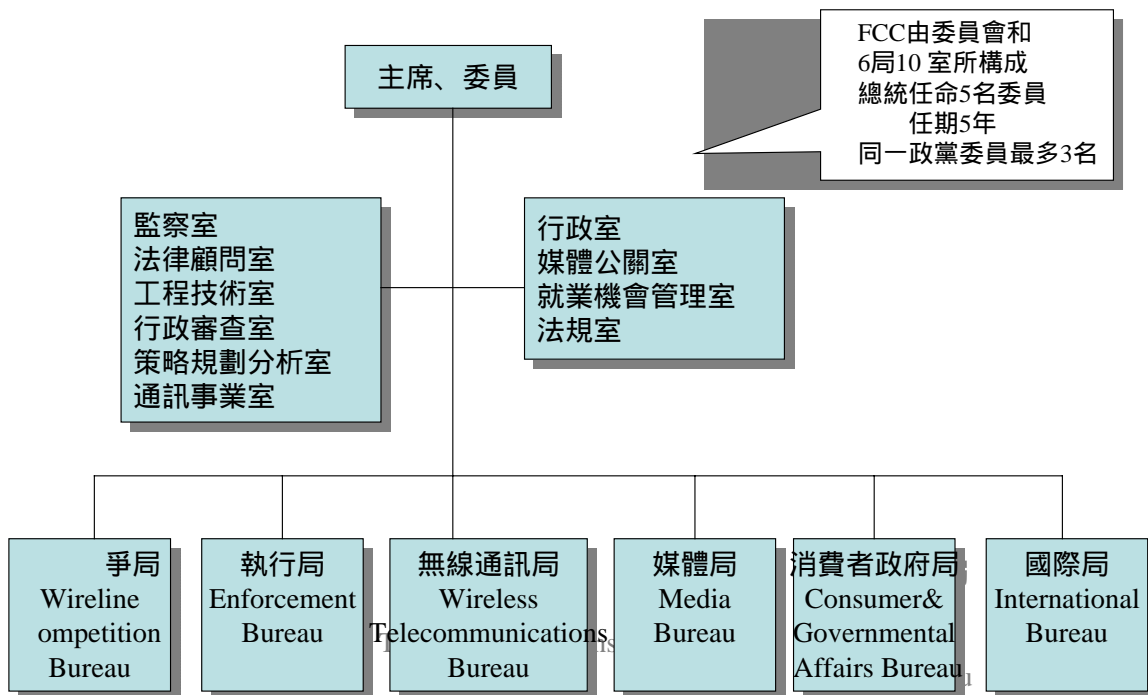 主席、委員
FCC由委員會和
6局10 室所構成
總統任命5名委員
任期5年
同一政黨委員最多3名
監察室
法律顧問室
工程技術室
行政審查室
策略規劃分析室
通訊事業室
行政室
媒體公關室
就業機會管理室
法規室
爭局
Wireline
ompetition
Bureau
執行局
Enforcement
Bureau
無線通訊局
Wireless
Telecommunications
Bureau
媒體局
Media
Bureau
消費者政府局
Consumer&
Governmental
Affairs Bureau
國際局
International
Bureau